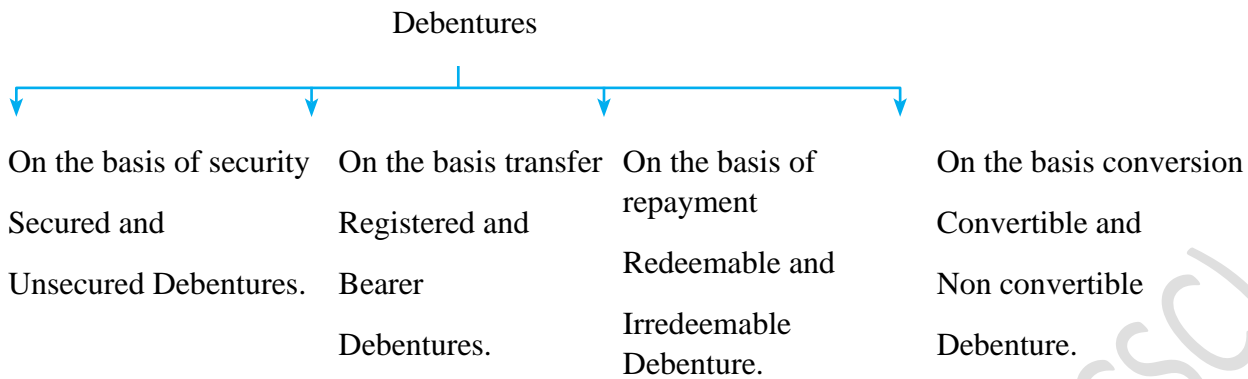 Debentures
On the basis of security
Secured and
Unsecured Debentures.
On the basis transfer
Registered and
Bearer
Debentures.
On the basis of
repayment
Redeemable and
Irredeemable
Debenture.
On the basis conversion
Convertible and
Non convertible
Debenture.